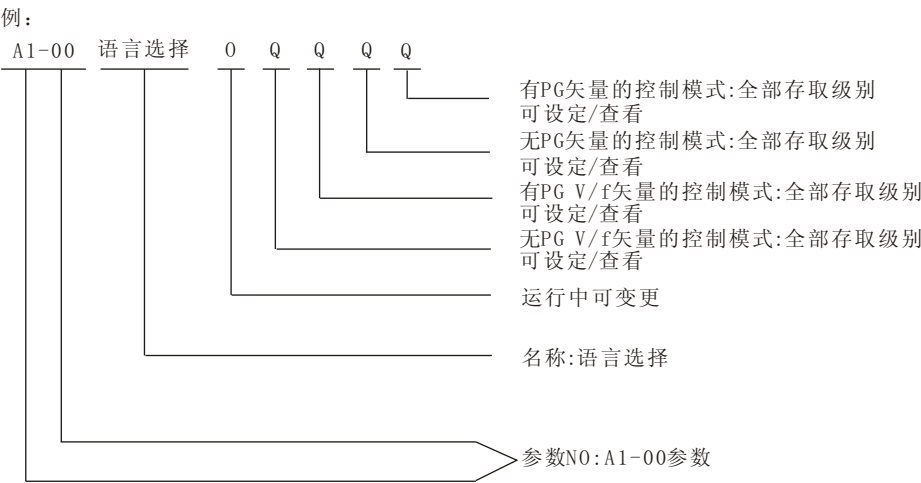 例:
A1-00 语言选择 O Q Q Q Q
有PG矢量的控制模式:全部存取级别
可设定/查看
无PG矢量的控制模式:全部存取级别
可设定/查看
有PG V/f矢量的控制模式:全部存取级别
可设定/查看
无PG V/f矢量的控制模式:全部存取级别
可设定/查看
运行中可变更
名称:语言选择
参数NO:A1-00参数